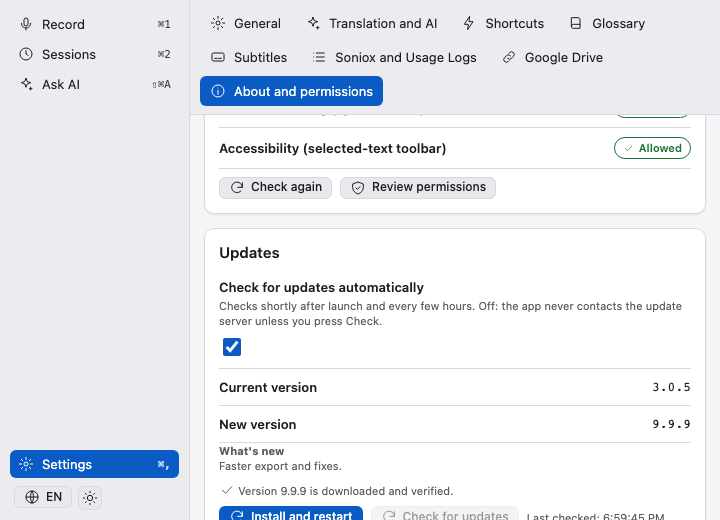 Record ⌘1
Sessions ⌘2
Ask AI ⇧⌘A
Settings ⌘,
EN
General Translation and AI Shortcuts Glossary
Subtitles Soniox and Usage Logs Google Drive
About and permissions
Accessibility (selected-text toolbar) Allowed
Check again Review permissions
Updates
Check for updates automatically
Checks shortly after launch and every few hours. Off: the app never contacts the update
server unless you press Check.
Current version 3.0.5
New version 9.9.9
What's new
Faster export and fixes.
Version 9.9.9 is downloaded and verified.
Install and restart Check for updates Last checked: 6:59:45 PM